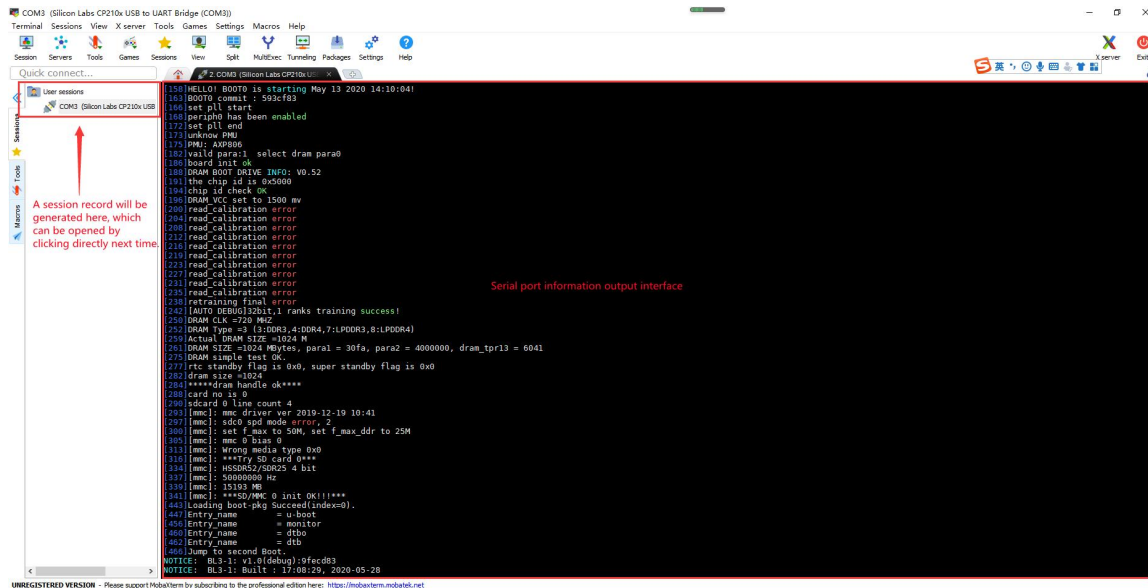 COM3 (Silicon Labs CP210x USB to UART Bridge (COM3))
Terminal Sessions View X server Tools Games Settings Macros Help
Session Servers Tools Games Sessions View Split MultiExec Tunneling Packages Settings Help X server Exit
英
Quick connect...
2. COM3 (Silicon Labs CP210x US
User sessions
COM3 (Silicon Labs CP210x USB
Sessions
Tools
Macros
A session record will be
generated here, which
can be opened by
clicking directly next time.
[158]HELLO! BOOT0 is starting May 13 2020 14:10:04!
[163]BOOT0 commit : 593cf83
[166]set pll start
[168]periph0 has been enabled
[172]set pll end
[173]unknow PMU
[175]PMU: AXP806
[182]vaild para:1 select dram para0
[186]board init ok
[188]DRAM BOOT DRIVE INFO: V0.52
[191]the chip id is 0x5000
[194]chip id check OK
[196]DRAM_VCC set to 1500 mv
[200]read_calibration error
[204]read_calibration error
[208]read_calibration error
[212]read_calibration error
[216]read_calibration error
[219]read_calibration error
[223]read_calibration error
[227]read_calibration error
[231]read_calibration error
[235]read_calibration error
[238]retraining final error
[242][AUTO DEBUG]32bit,1 ranks training success!
[250]DRAM CLK =720 MHZ
[252]DRAM Type =3 (3:DDR3,4:DDR4,7:LPDDR3,8:LPDDR4)
[259]Actual DRAM SIZE =1024 M
[261]DRAM SIZE =1024 MBytes, para1 = 30fa, para2 = 4000000, dram_tpr13 = 6041
[275]DRAM simple test OK.
[277]rtc standby flag is 0x0, super standby flag is 0x0
[282]dram size =1024
[284]*****dram handle ok****
[288]card no is 0
[290]sdcard 0 line count 4
[293][mmc]: mmc driver ver 2019-12-19 10:41
[297][mmc]: sdc0 spd mode error, 2
[300][mmc]: set f_max to 50M, set f_max_ddr to 25M
[305][mmc]: mmc 0 bias 0
[313][mmc]: Wrong media type 0x0
[316][mmc]: ***Try SD card 0***
[334][mmc]: HSSDR52/SDR25 4 bit
[337][mmc]: 50000000 Hz
[339][mmc]: 15193 MB
[341][mmc]: ***SD/MMC 0 init OK!!!***
[443]Loading boot-pkg Succeed(index=0).
[447]Entry_name = u-boot
[456]Entry_name = monitor
[460]Entry_name = dtbo
[462]Entry_name = dtb
[466]Jump to second Boot.
NOTICE: BL3-1: v1.0(debug):9fecd83
NOTICE: BL3-1: Built : 17:08:29, 2020-05-28
Serial port information output interface
UNREGISTERED VERSION - Please support MobaXterm by subscribing to the professional edition here: https://mobaxterm.mobatek.net